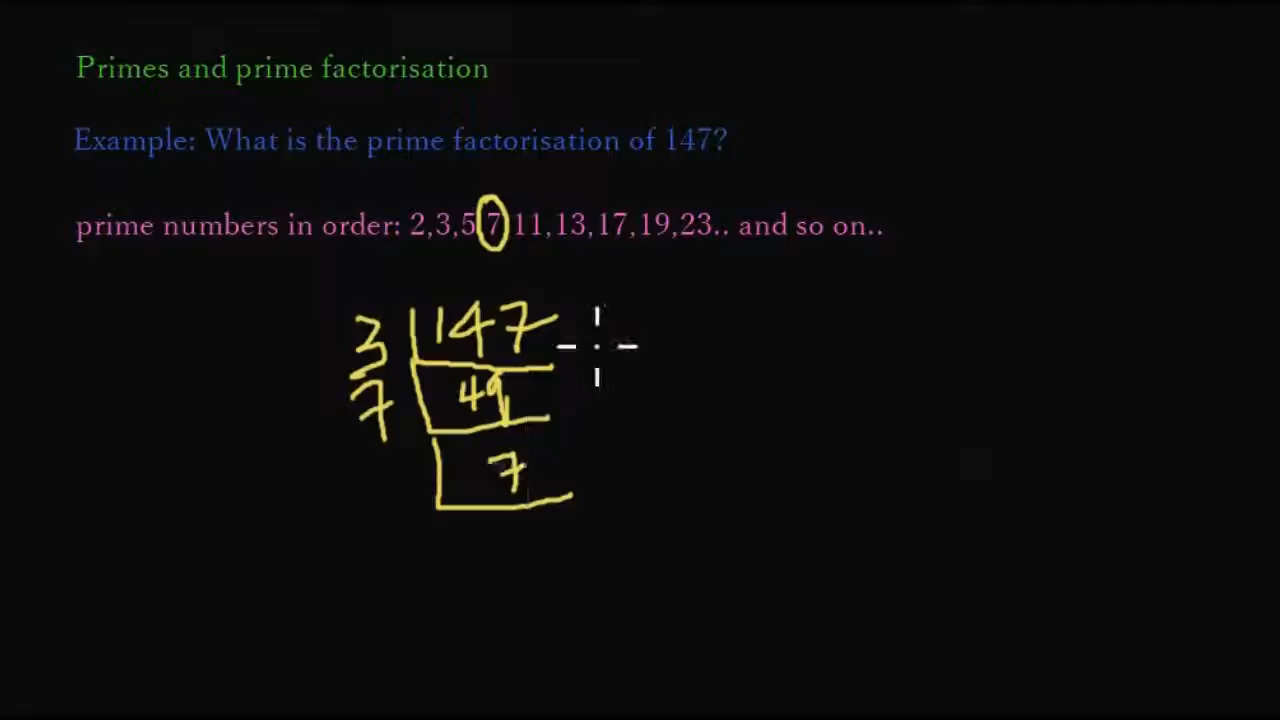 Primes and prime factorisation
Example: What is the prime factorisation of 147?
prime numbers in order: 2,3,5,7,11,13,17,19,23.. and so on..
3 147
7 49
7